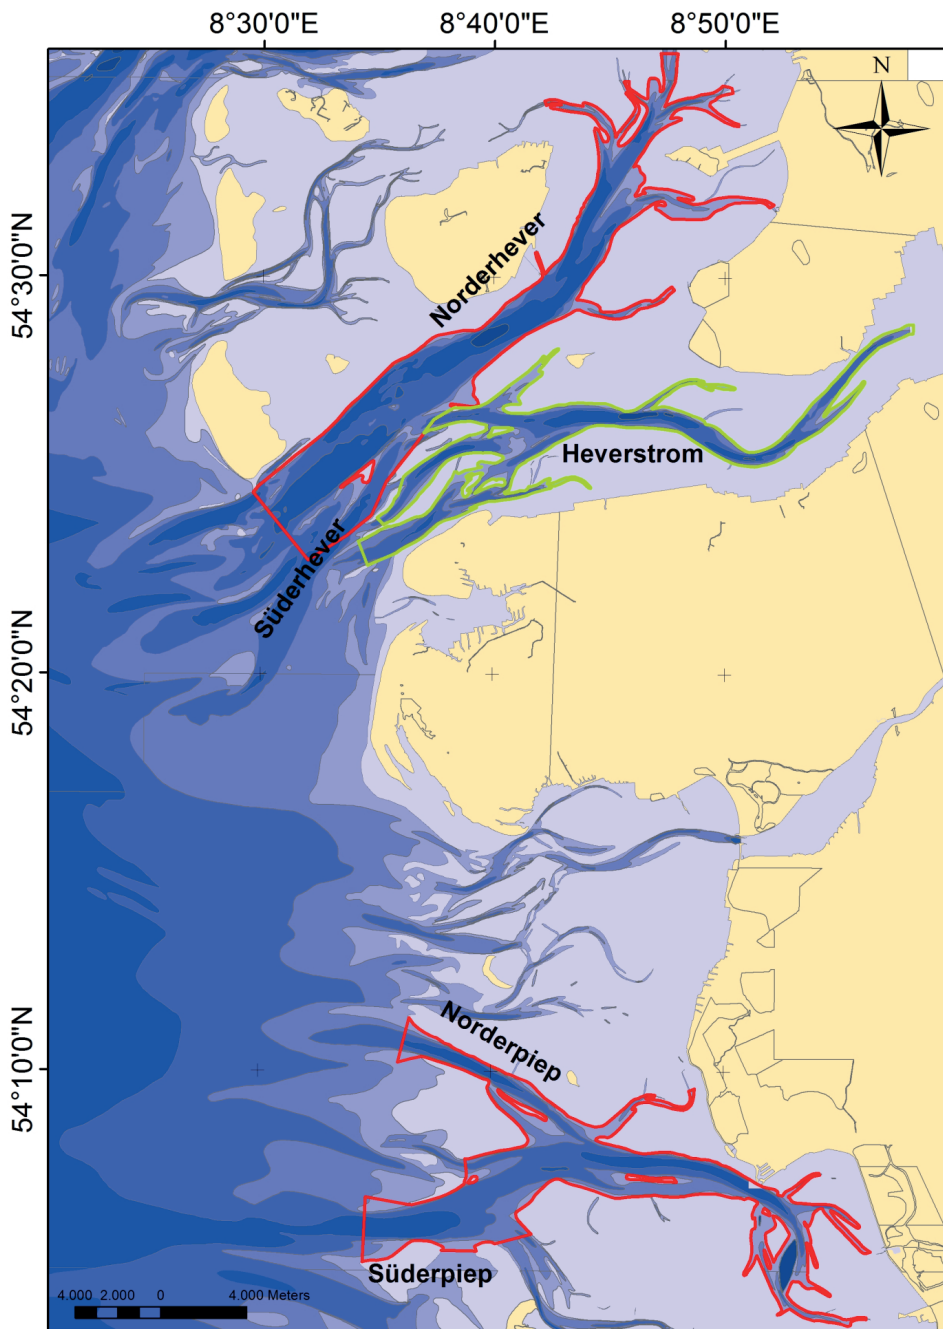 8°30'0"E 8°40'0"E 8°50'0"E
N
54°30'0"N
Norderhever
Heverstrom
Süderhever
54°20'0"N
54°10'0"N
Norderpiep
Süderpiep
4.000 2.000 0 4.000 Meters